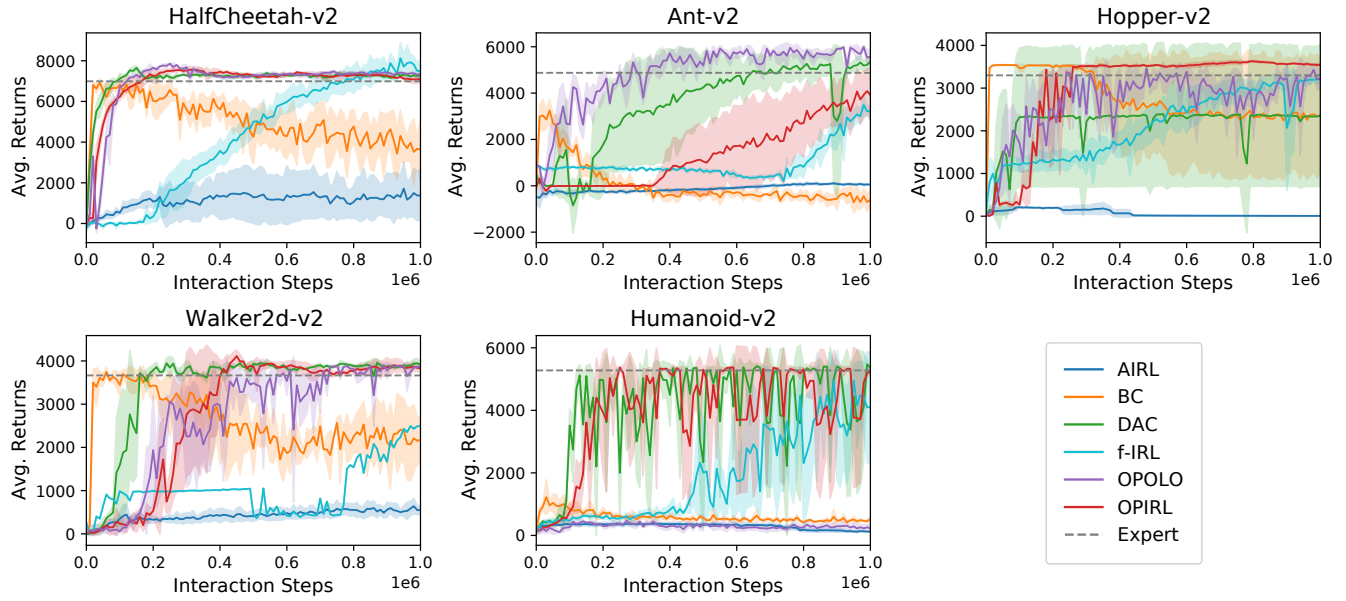 HalfCheetah-v2
Avg. Returns
8000
6000
4000
2000
0
0.0 0.2 0.4 0.6 0.8 1.0
Interaction Steps 1e6
Ant-v2
Avg. Returns
6000
4000
2000
0
−2000
0.0 0.2 0.4 0.6 0.8 1.0
Interaction Steps 1e6
Hopper-v2
Avg. Returns
4000
3000
2000
1000
0
0.0 0.2 0.4 0.6 0.8 1.0
Interaction Steps 1e6
Walker2d-v2
Avg. Returns
4000
3000
2000
1000
0
0.0 0.2 0.4 0.6 0.8 1.0
Interaction Steps 1e6
Humanoid-v2
Avg. Returns
6000
4000
2000
0
0.0 0.2 0.4 0.6 0.8 1.0
Interaction Steps 1e6
AIRL
BC
DAC
f-IRL
OPOLO
OPIRL
Expert